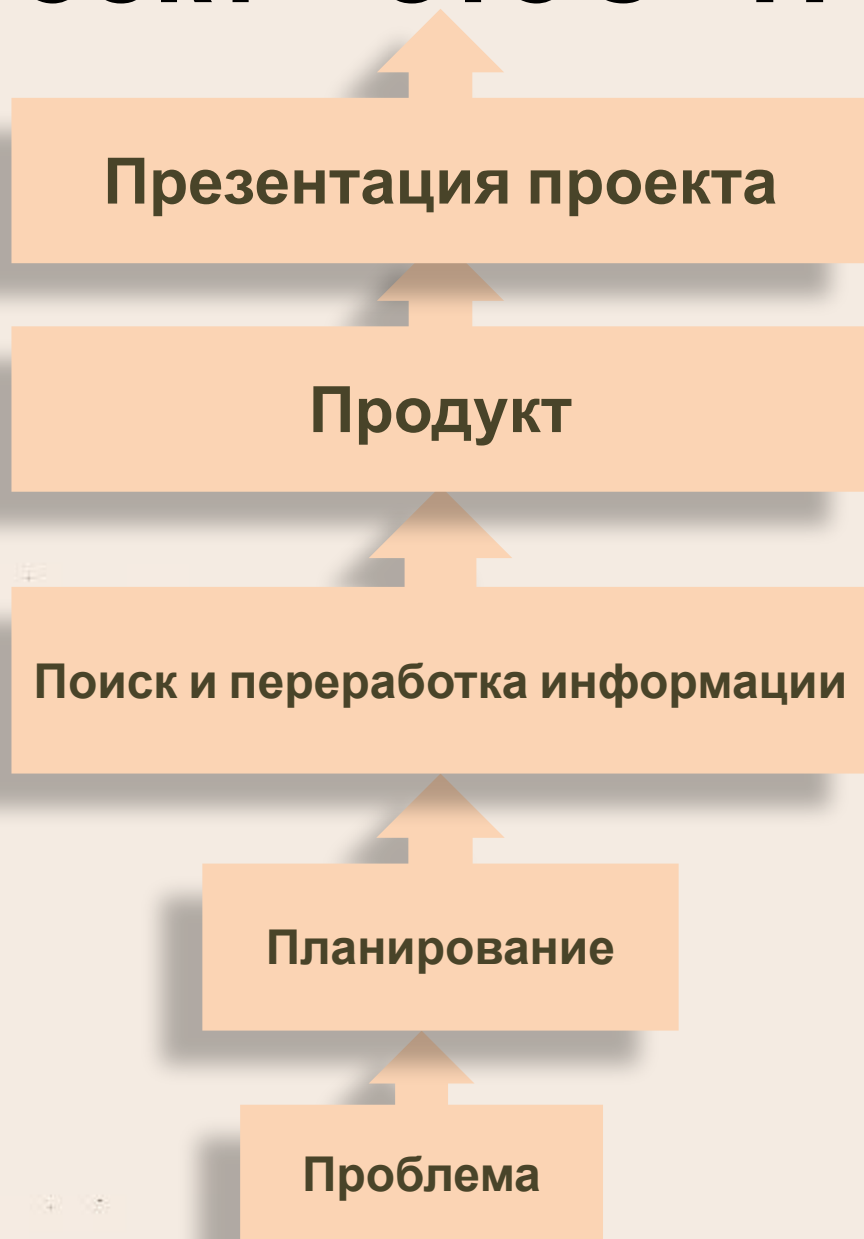 Презентация проекта
Продукт
Поиск и переработка информации
Планирование
Проблема